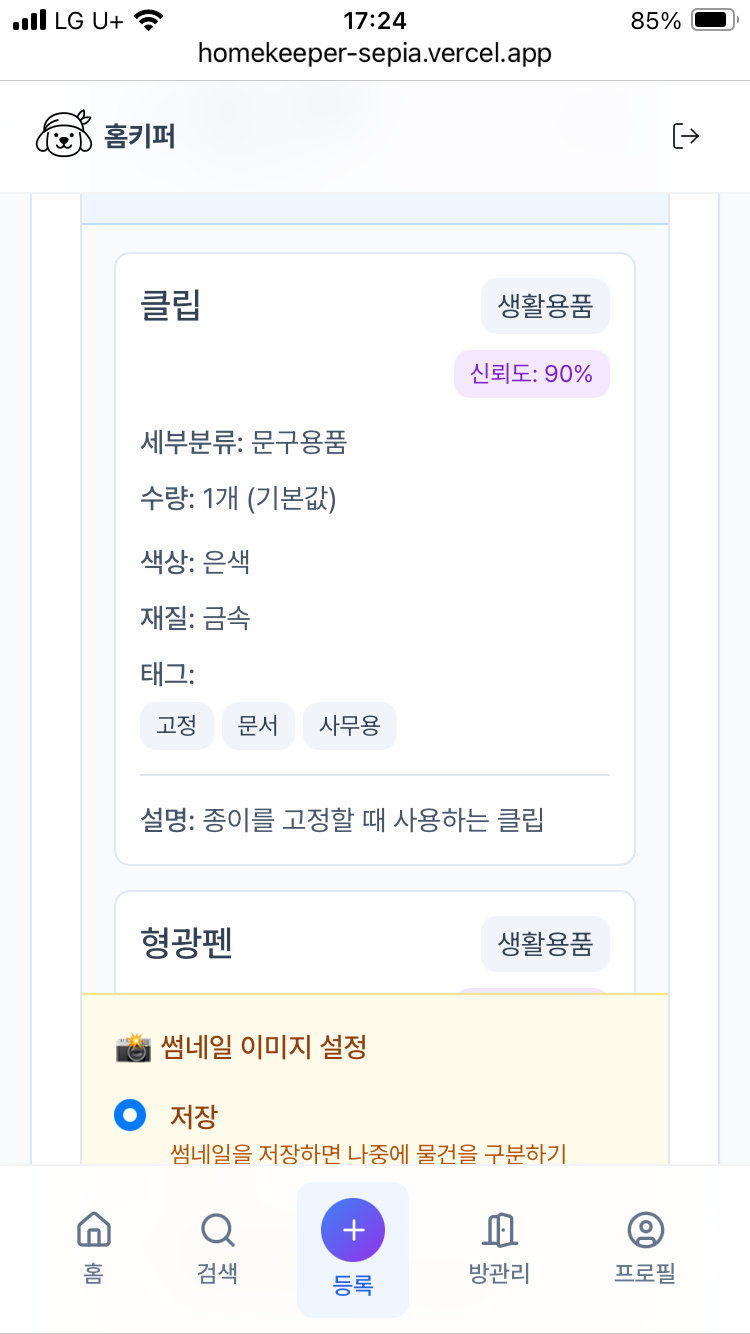 LG U+ 17:24 85%
homekeeper-sepia.vercel.app
홈키퍼
클립 생활용품
신뢰도: 90%
세부분류: 문구용품
수량: 1개 (기본값)
색상: 은색
재질: 금속
태그:
고정 문서 사무용
설명: 종이를 고정할 때 사용하는 클립
형광펜 생활용품
썸네일 이미지 설정
저장
썸네일을 저장하면 나중에 물건을 구분하기
홈 검색 등록 방관리 프로필